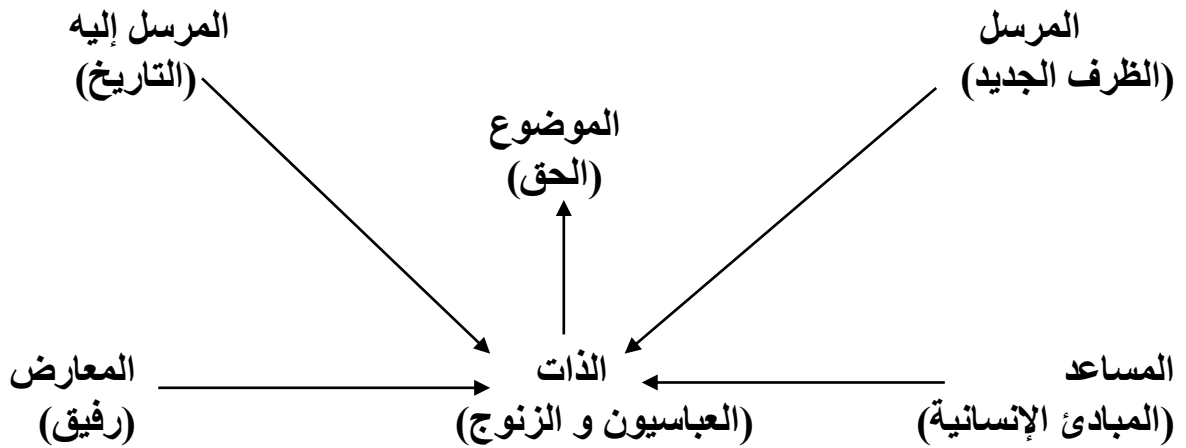 المرسل
(الظرف الجديد)
المرسل إليه
(التاريخ)
الموضوع
(الحق)
المساعد
(المبادئ الإنسانية)
الذات
(العباسيون و الزنوج)
المعارض
(رفيق)